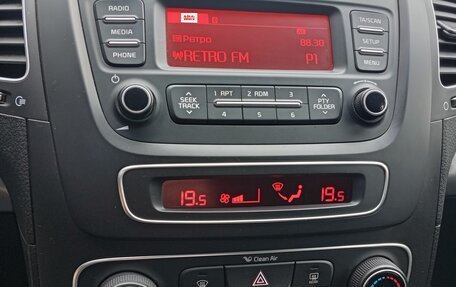 RADIO
MEDIA
PHONE
TA/SCAN
SETUP
MENU
Ретро 88.30
RETRO FM P1
SEEK TRACK
1 RPT 2 RDM 3
4 5 6
PTY FOLDER
19.5 19.5
Clean Air